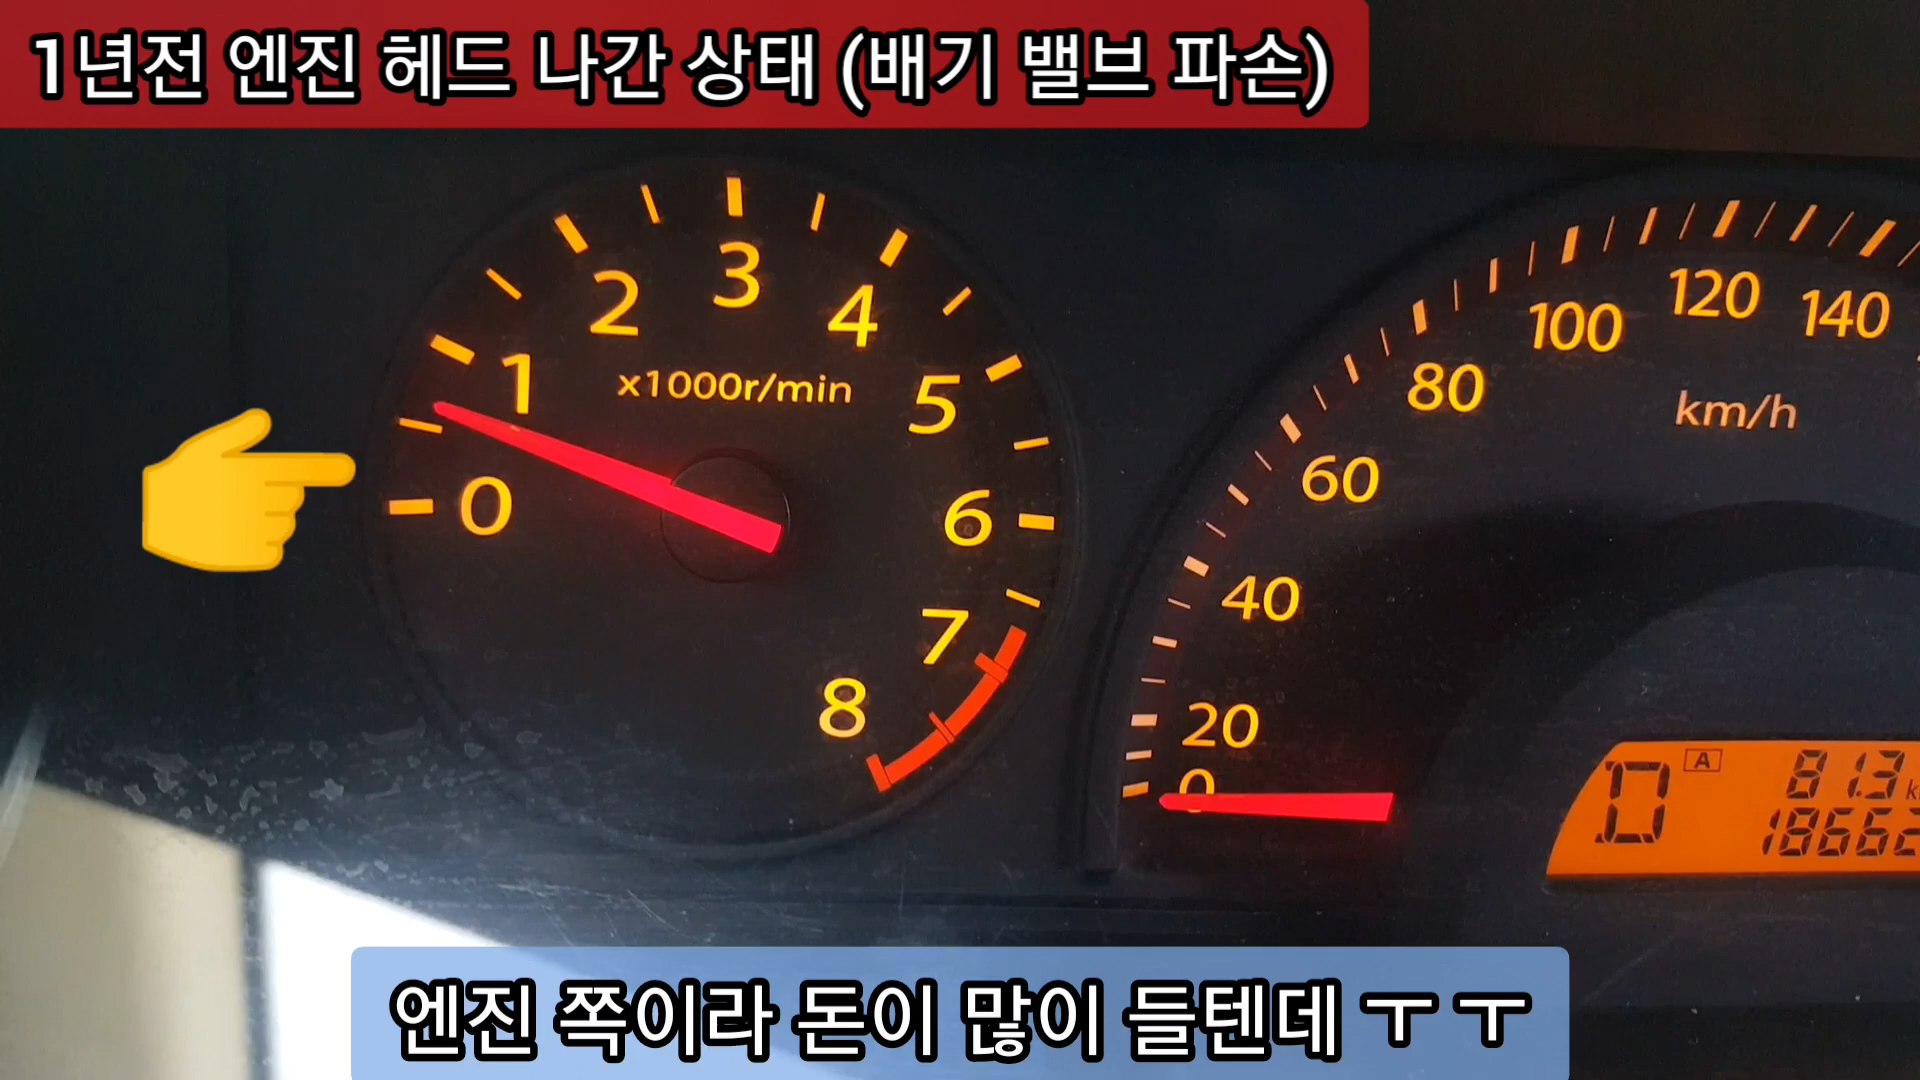 1년전 엔진 헤드 나간 상태 (배기 밸브 파손)
0 1 2 3 4 5 6 7 8
x1000r/min
0 20 40 60 80 100 120 140
km/h
D A 81.3
엔진 쪽이라 돈이 많이 들텐데 ㅜㅜ